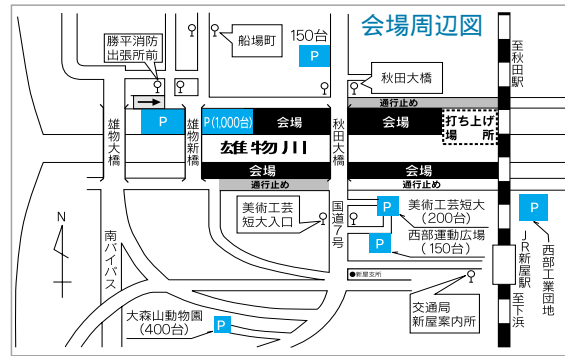 会場周辺図
勝平消防
出張所前
船場町
150台
P
秋田大橋
至秋田駅
通行止め
P
P(1,000台)
会場
会場
打ち上げ
場所
雄物大橋
雄物新橋
雄物川
秋田大橋
会場
会場
通行止め
通行止め
美術工芸
短大入口
国道7号
P
美術工芸短大
(200台)
P
西部運動広場
(150台)
P
西部工業団地
JR新屋駅
至下浜
N
南バイパス
●新屋支所
交通局
新屋案内所
大森山動物園
(400台)
P